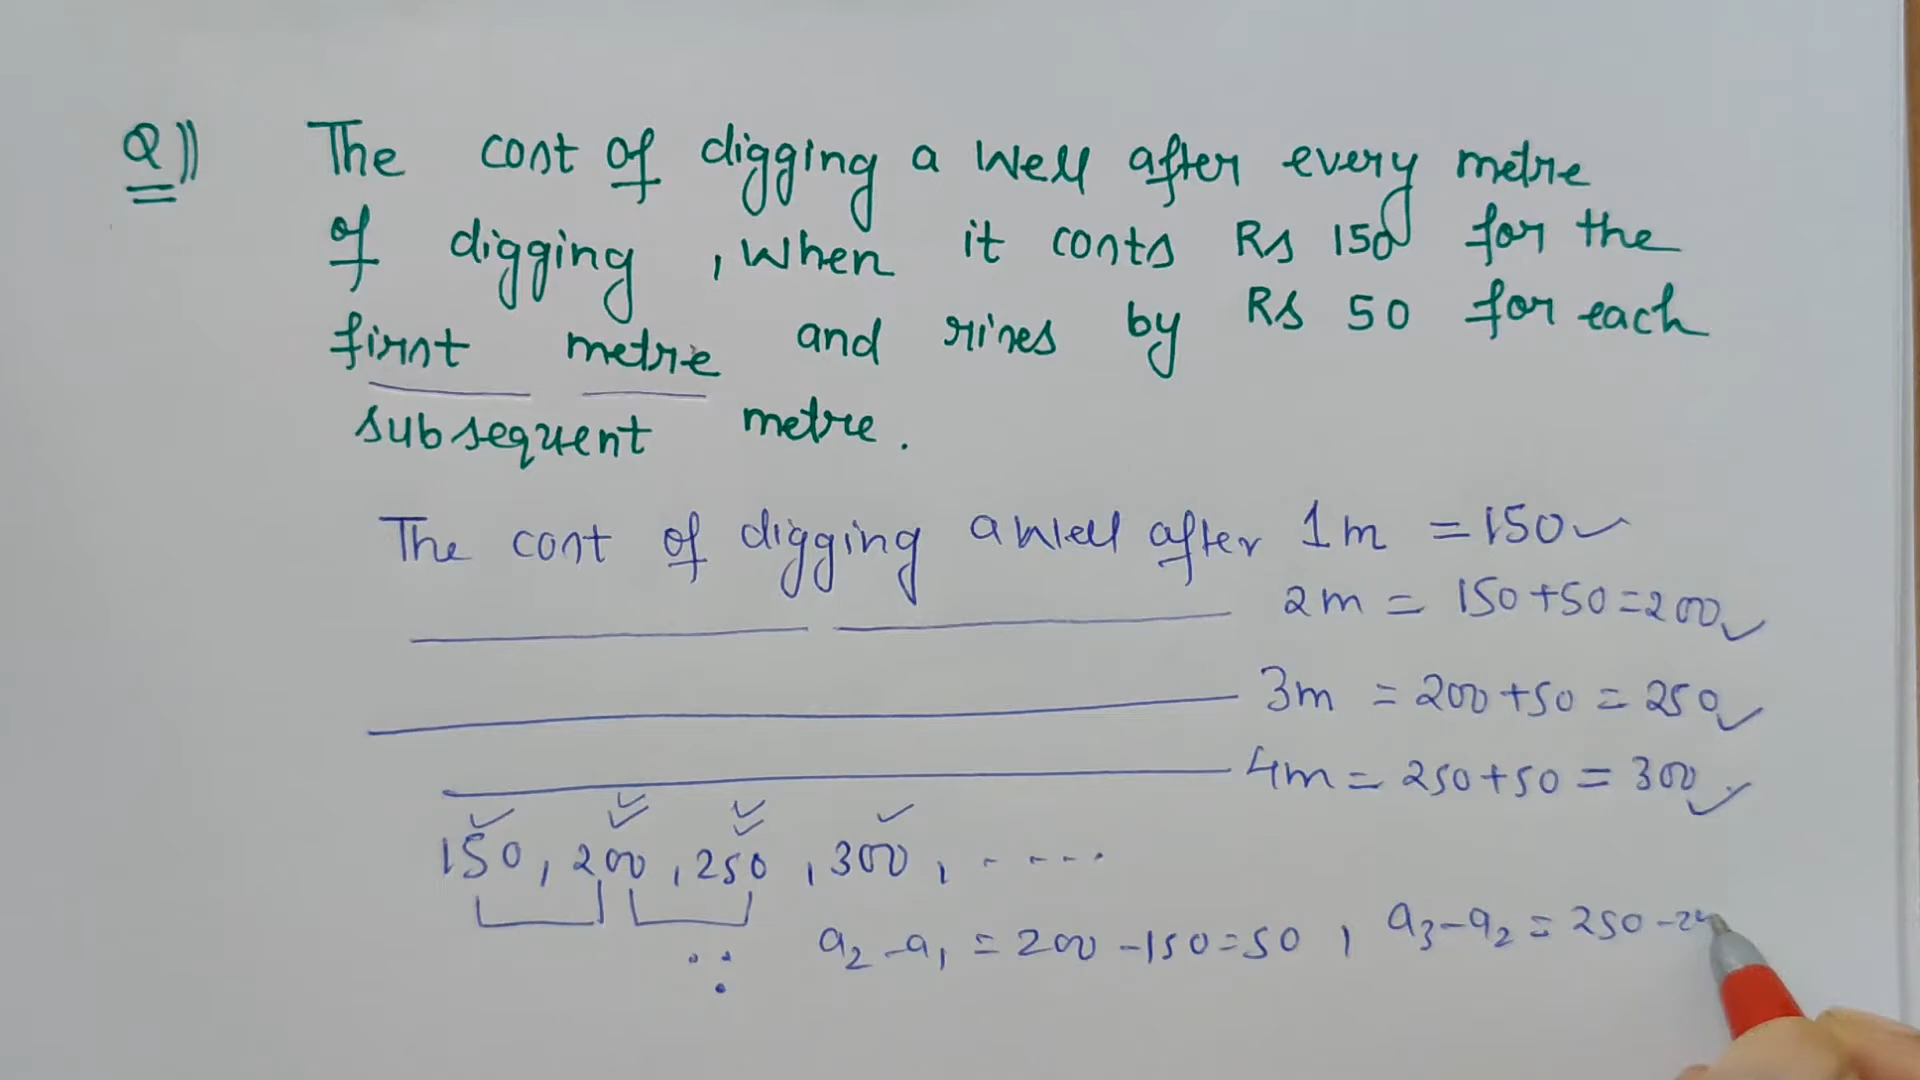 Q)) The cost of digging a well after every metre
of digging , when it costs Rs 150 for the
first metre and rises by Rs 50 for each
subsequent metre.
The cost of digging a well after 1m = 150
2m = 150+50=200
3m = 200+50 = 250
4m = 250+50 = 300
150, 200, 250, 300, .....
∵ a2-a1 = 200-150=50, a3-a2 = 250-